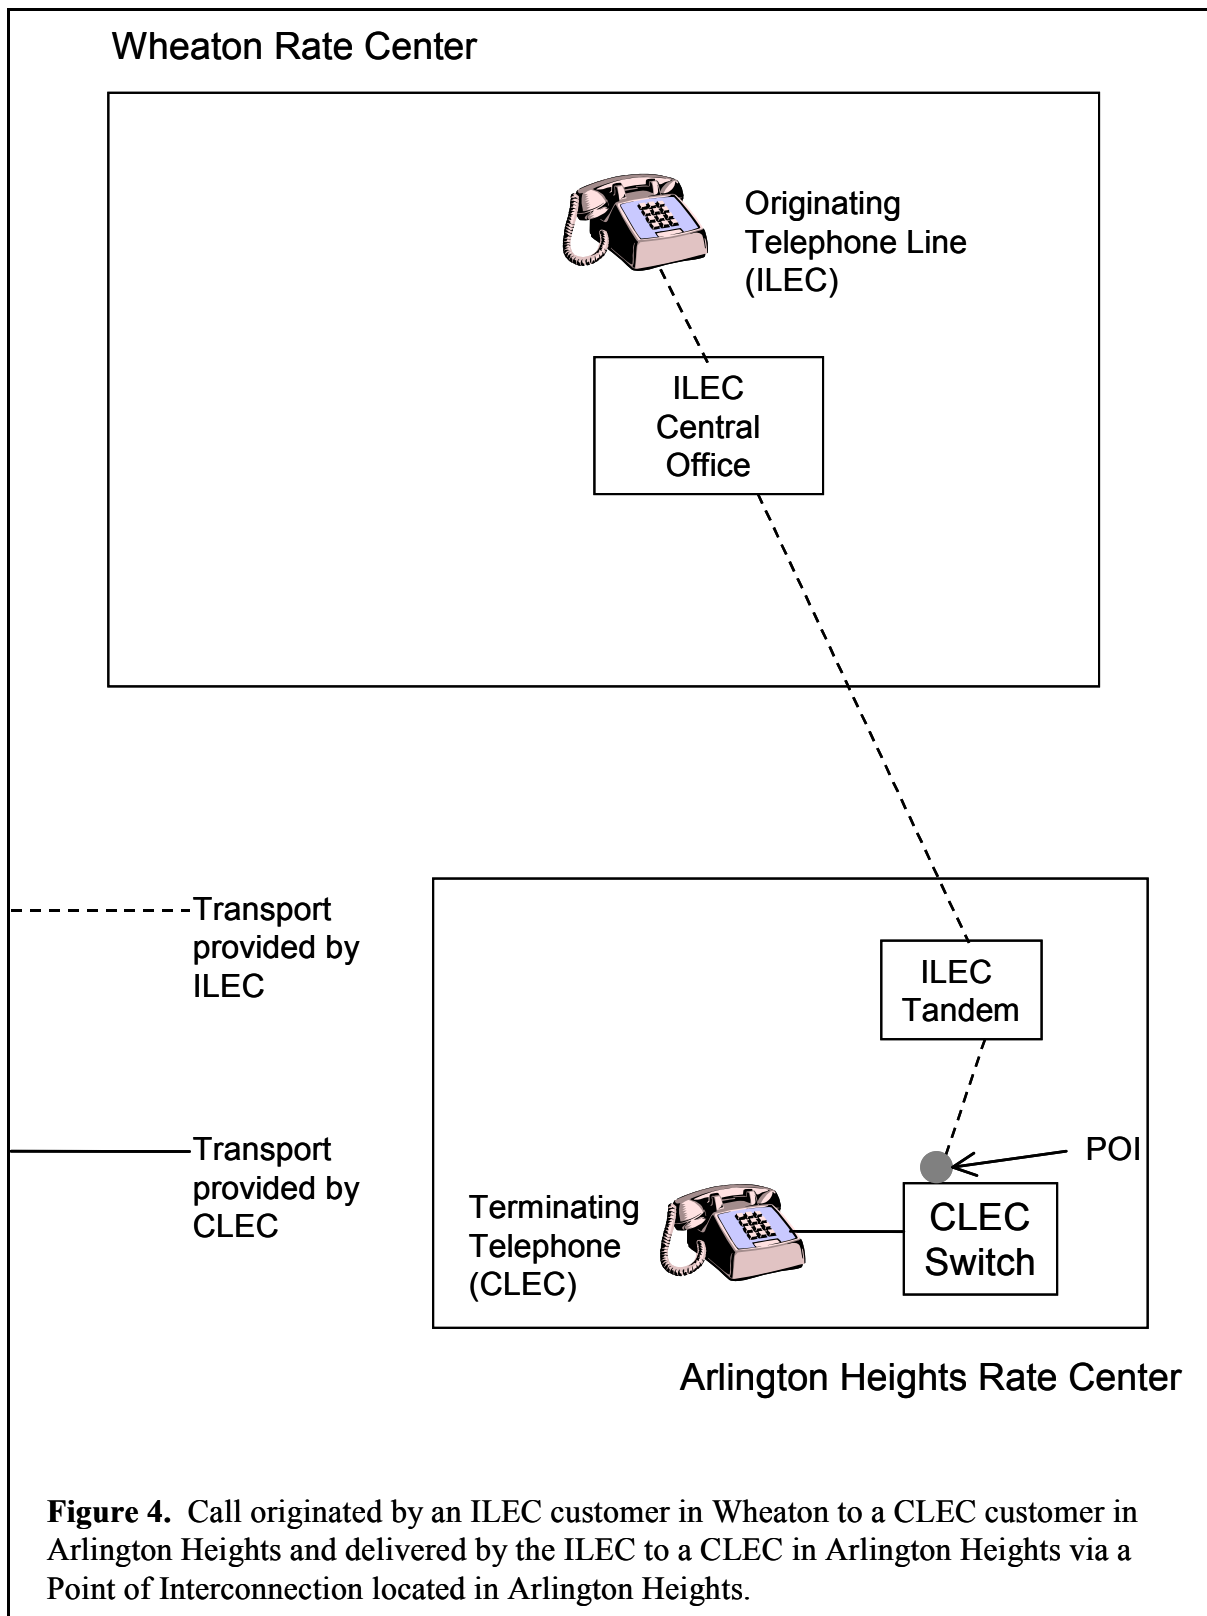 Wheaton Rate Center
Originating
Telephone Line
(ILEC)
ILEC
Central
Office
Transport
provided by
ILEC
ILEC
Tandem
Transport
provided by
CLEC
POI
Terminating
Telephone
(CLEC)
CLEC
Switch
Arlington Heights Rate Center
Figure 4. Call originated by an ILEC customer in Wheaton to a CLEC customer in
Arlington Heights and delivered by the ILEC to a CLEC in Arlington Heights via a
Point of Interconnection located in Arlington Heights.